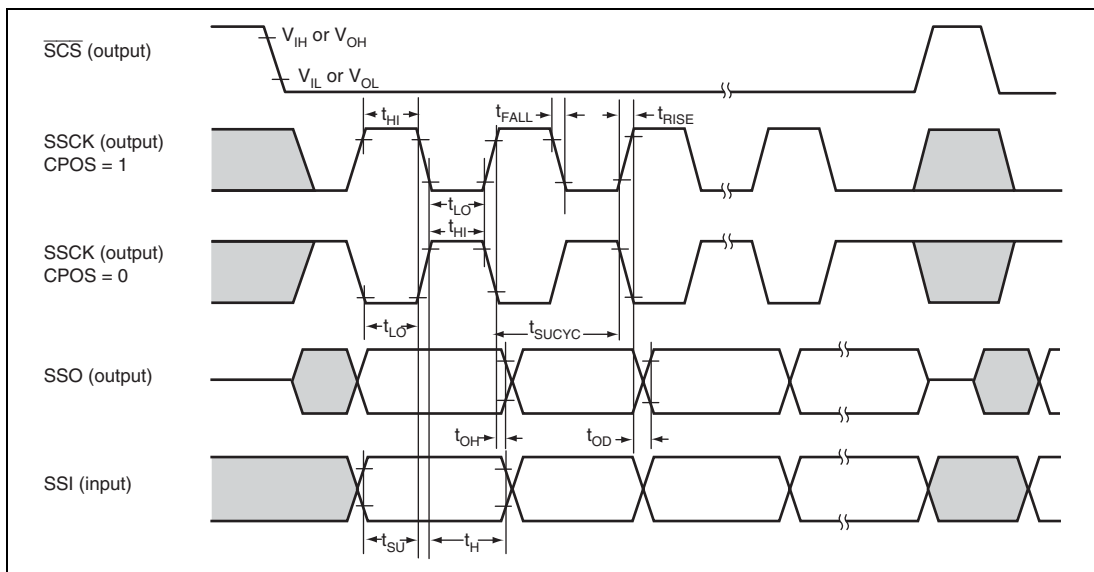 SCS (output)
V_IH or V_OH
V_IL or V_OL
t_HI
t_FALL
t_RISE
SSCK (output)
CPOS = 1
t_LO
t_HI
SSCK (output)
CPOS = 0
t_LO
t_SUCYC
SSO (output)
t_OH
t_OD
SSI (input)
t_SU
t_H